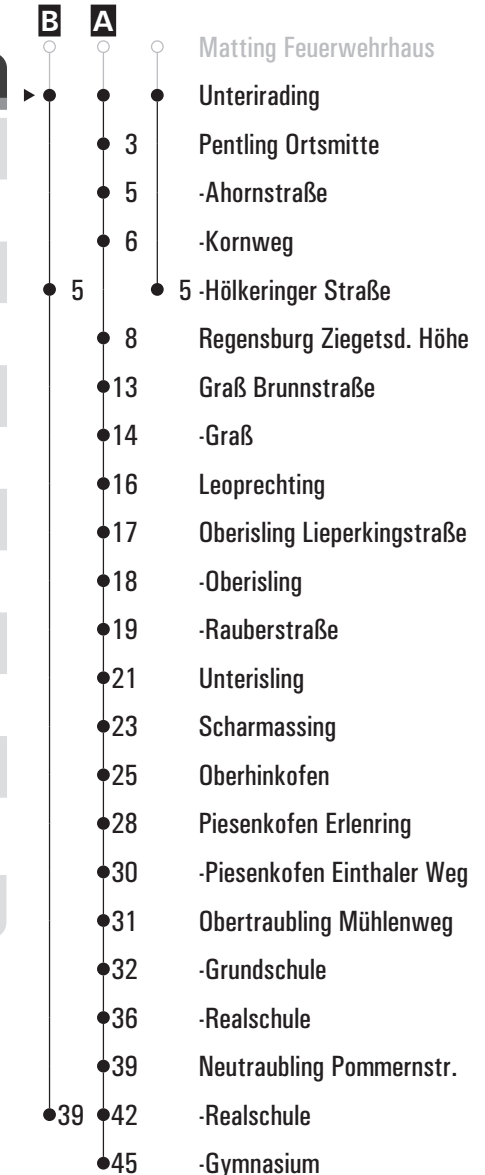 B A
Matting Feuerwehrhaus
Unterirading
3 Pentling Ortsmitte
5 -Ahornstraße
6 -Kornweg
5 5 -Hölkeringer Straße
8 Regensburg Ziegetsd. Höhe
13 Graß Brunnstraße
14 -Graß
16 Leoprechting
17 Oberisling Lieperkingstraße
18 -Oberisling
19 -Rauberstraße
21 Unterisling
23 Scharmassing
25 Oberhinkofen
28 Piesenkofen Erlenring
30 -Piesenkofen Einthaler Weg
31 Obertraubling Mühlenweg
32 -Grundschule
36 -Realschule
39 Neutraubling Pommernstr.
39 42 -Realschule
45 -Gymnasium